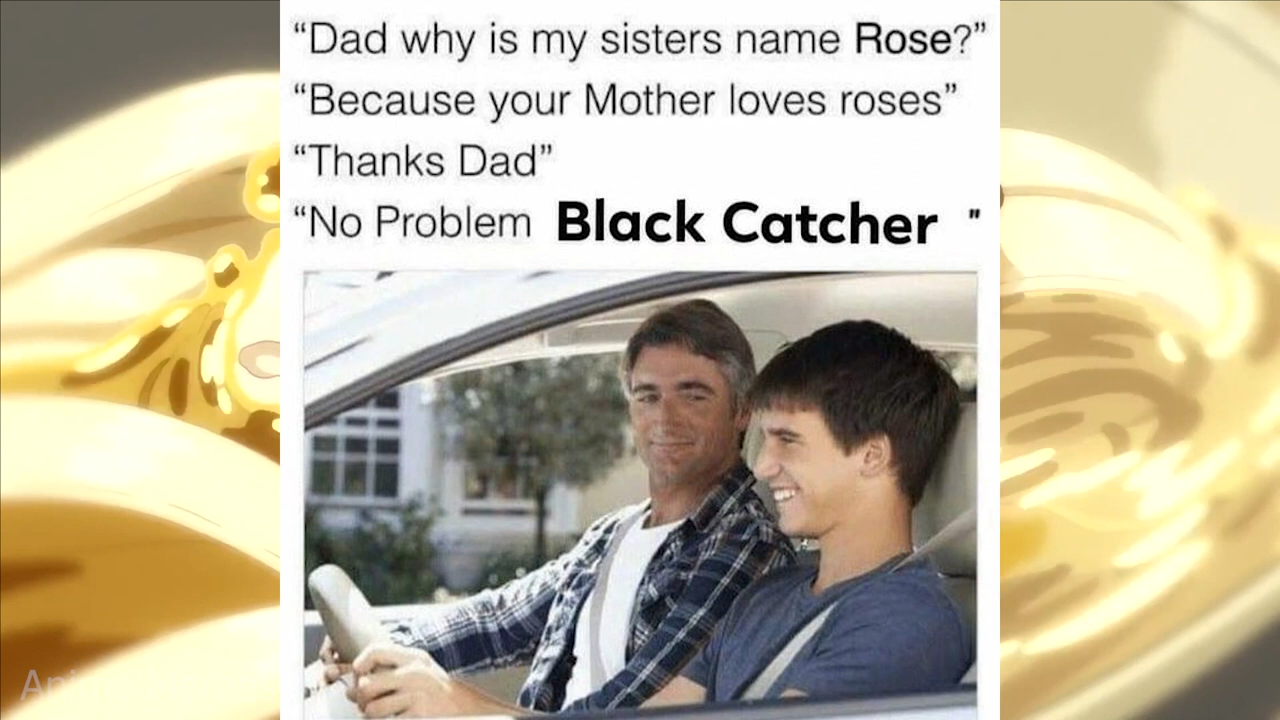 “Dad why is my sisters name Rose?”
“Because your Mother loves roses”
“Thanks Dad”
“No Problem Black Catcher "